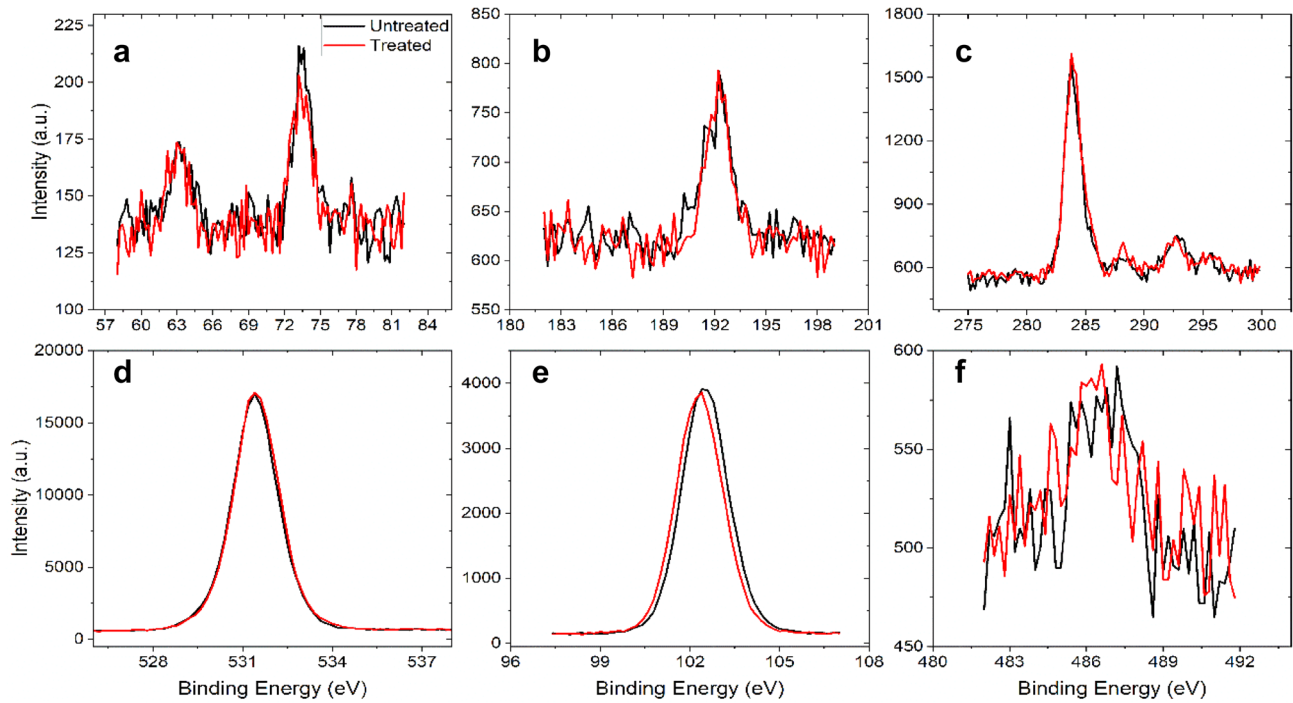 a
Untreated
Treated
b
c
Intensity (a.u.)
225
200
175
150
125
100
57 60 63 66 69 72 75 78 81 84
850
800
750
700
650
600
550
180 183 186 189 192 195 198 201
1800
1500
1200
900
600
275 280 285 290 295 300
d
e
f
Intensity (a.u.)
20000
15000
10000
5000
0
528 531 534 537
Binding Energy (eV)
4000
3000
2000
1000
0
96 99 102 105 108
Binding Energy (eV)
600
550
500
450
480 483 486 489 492
Binding Energy (eV)